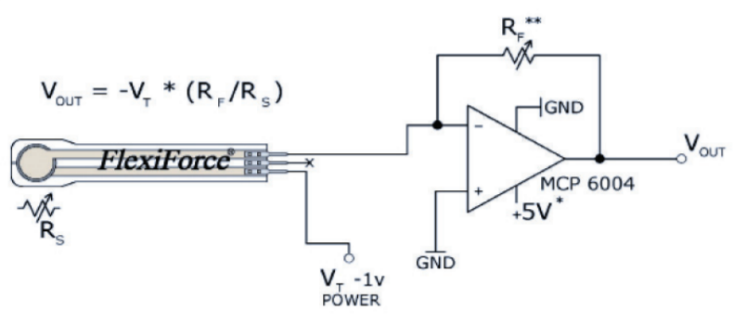 R_F **
V_OUT = -V_T * (R_F/R_S)
GND
FlexiForce®
-
V_OUT
+
MCP 6004
+5V*
R_S
GND
V_T -1v
POWER